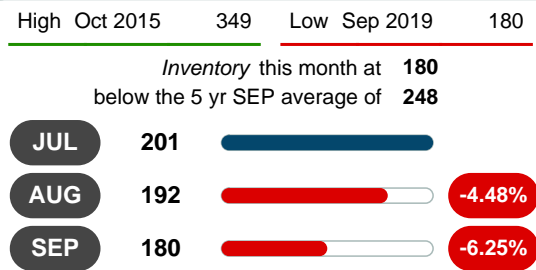 High Oct 2015 349 Low Sep 2019 180
Inventory this month at 180
below the 5 yr SEP average of 248
JUL 201
AUG 192 -4.48%
SEP 180 -6.25%